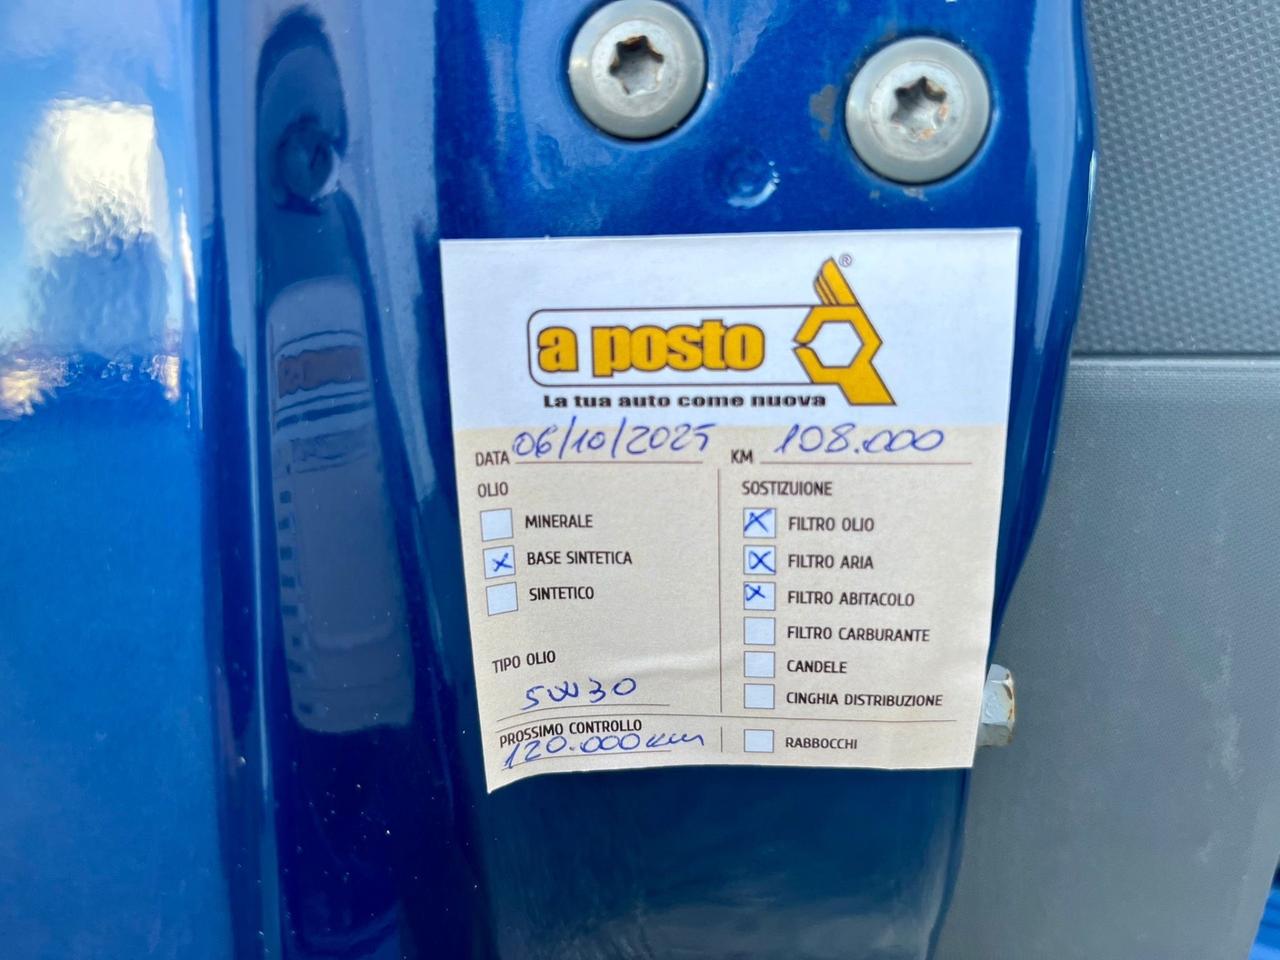 ®
a posto
La tua auto come nuova
DATA 06/10/2025 KM 108.000
OLIO
MINERALE
BASE SINTETICA
SINTETICO
TIPO OLIO
5W30
PROSSIMO CONTROLLO
120.000 km
SOSTIZUIONE
FILTRO OLIO
FILTRO ARIA
FILTRO ABITACOLO
FILTRO CARBURANTE
CANDELE
CINGHIA DISTRIBUZIONE
RABBOCCHI